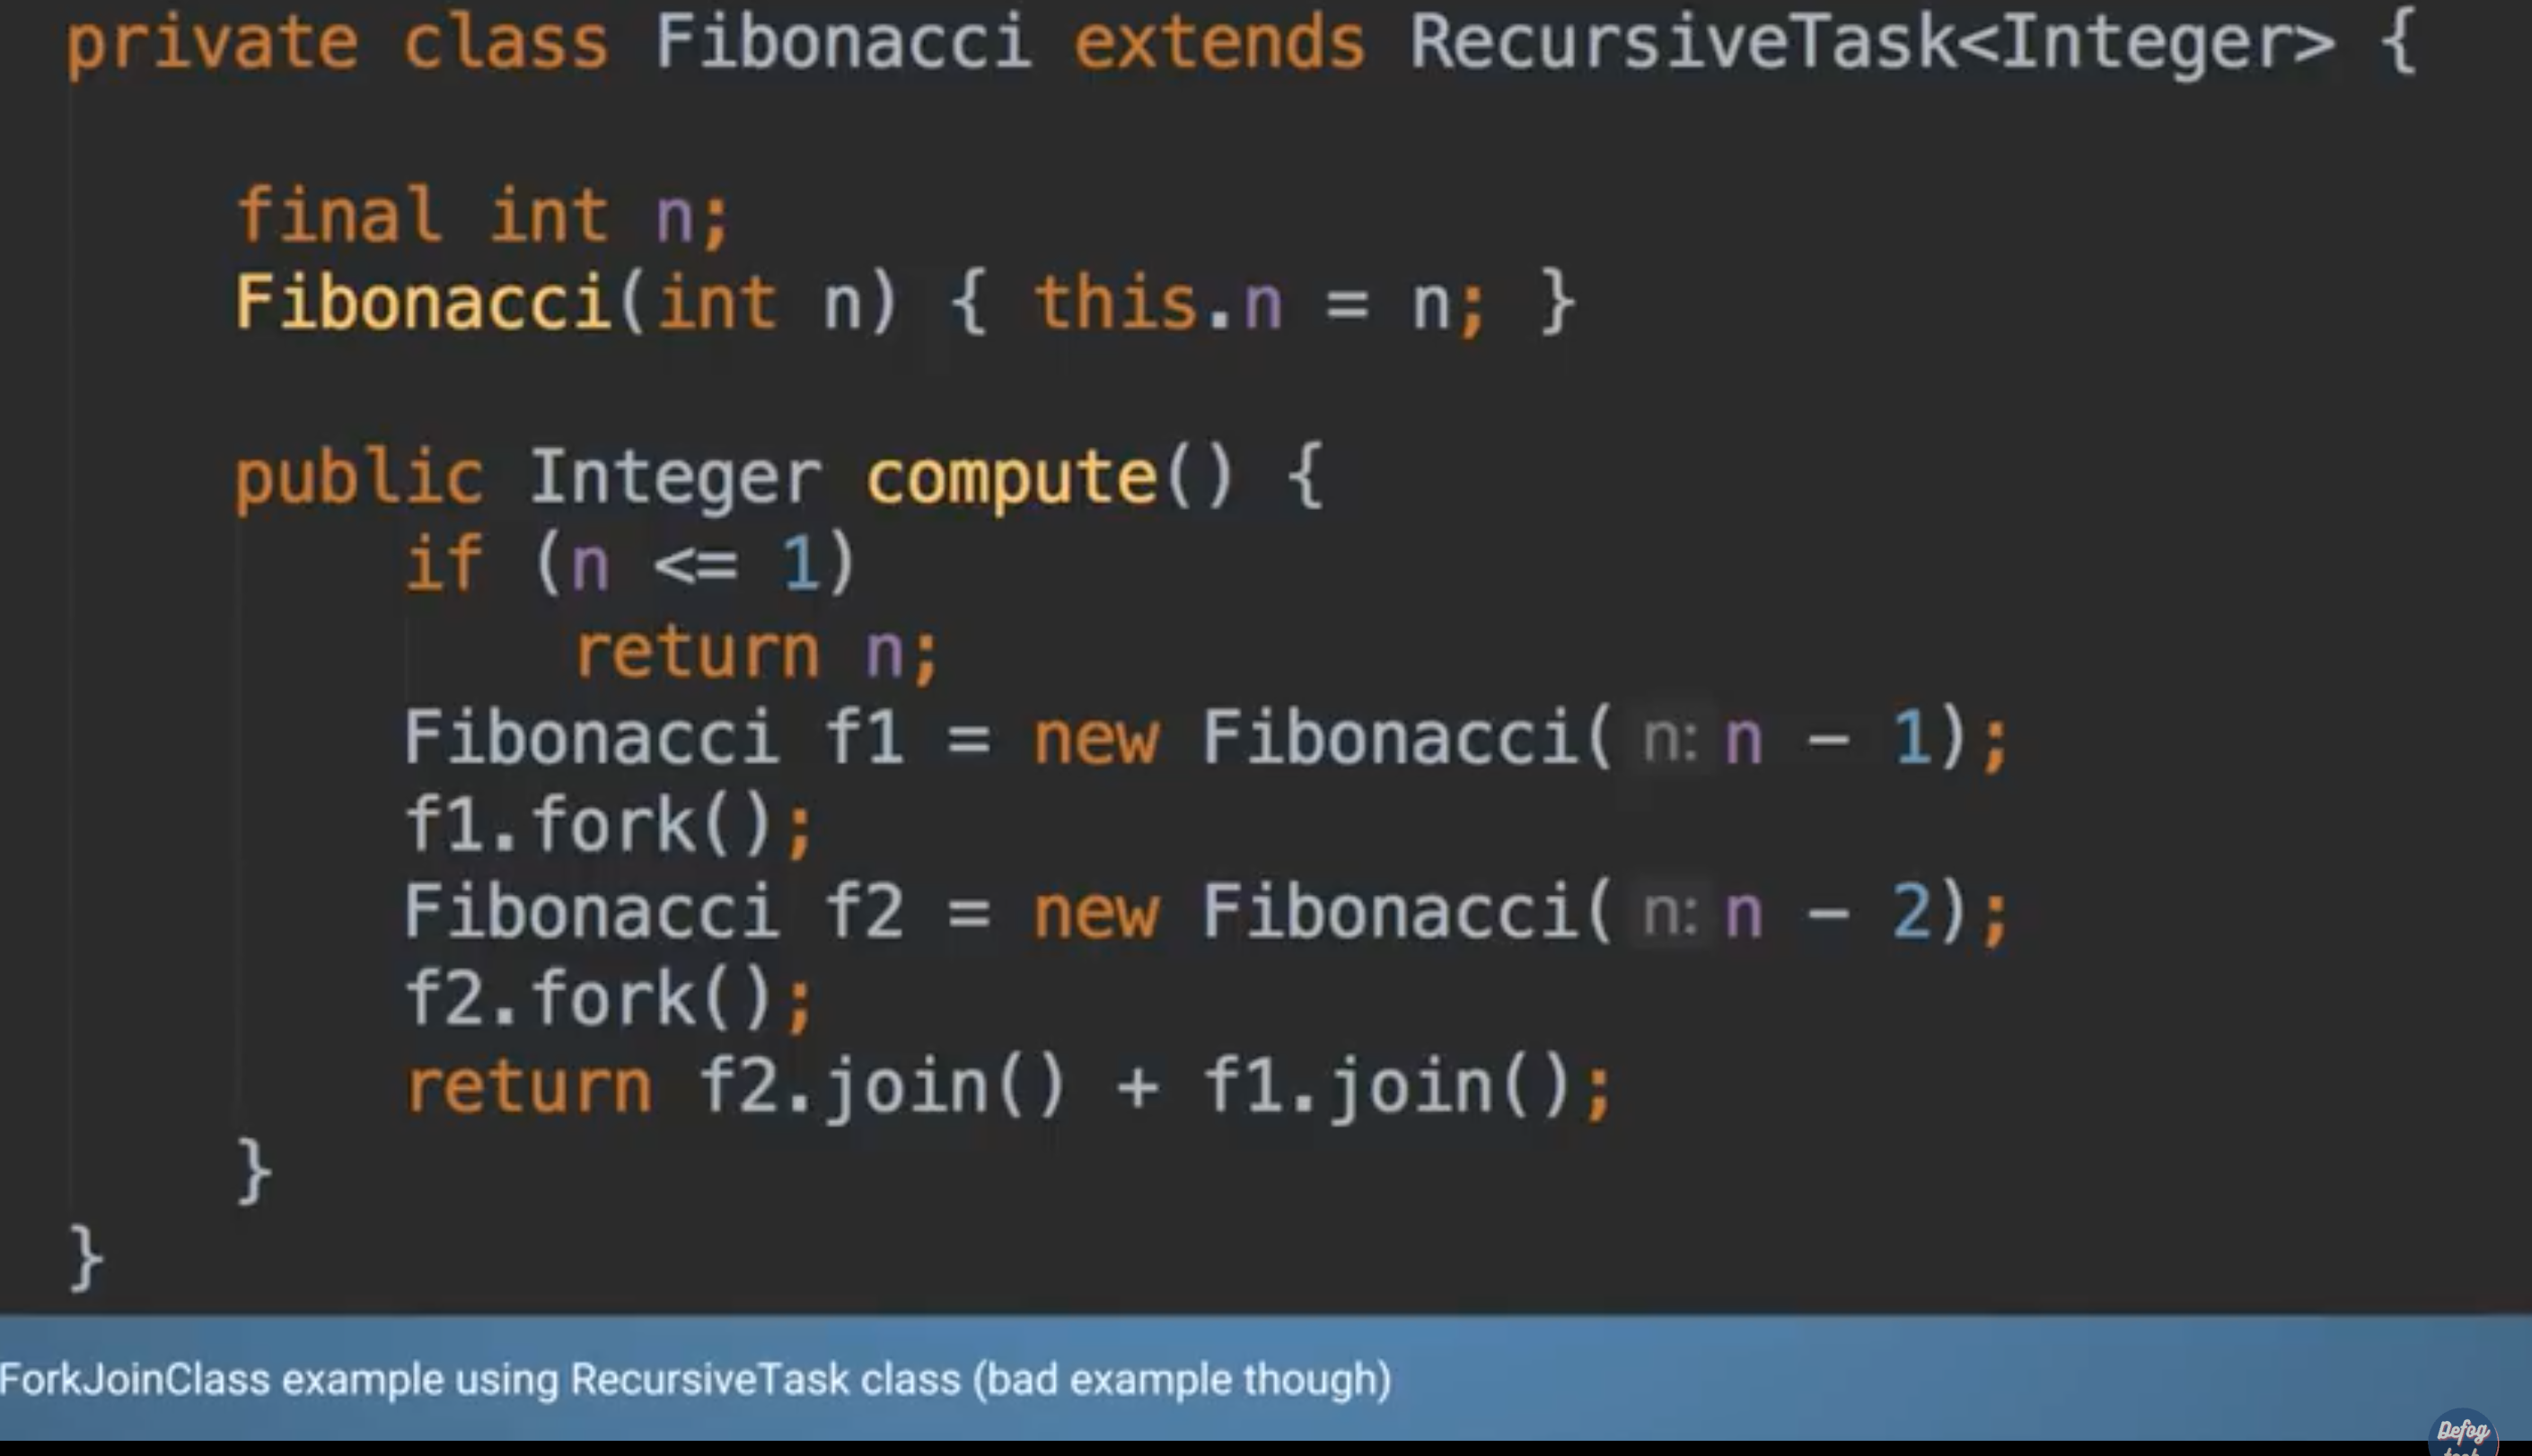 private class Fibonacci extends RecursiveTask<Integer> {
final int n;
Fibonacci(int n) { this.n = n; }
public Integer compute() {
if (n <= 1)
return n;
Fibonacci f1 = new Fibonacci( n: n - 1);
f1.fork();
Fibonacci f2 = new Fibonacci( n: n - 2);
f2.fork();
return f2.join() + f1.join();
}
}
ForkJoinClass example using RecursiveTask class (bad example though)
Defog